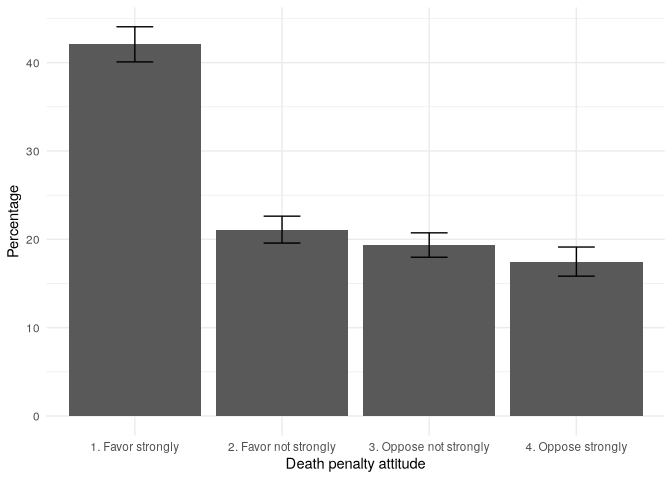 Percentage
40
30
20
10
0
1. Favor strongly
2. Favor not strongly
3. Oppose not strongly
4. Oppose strongly
Death penalty attitude